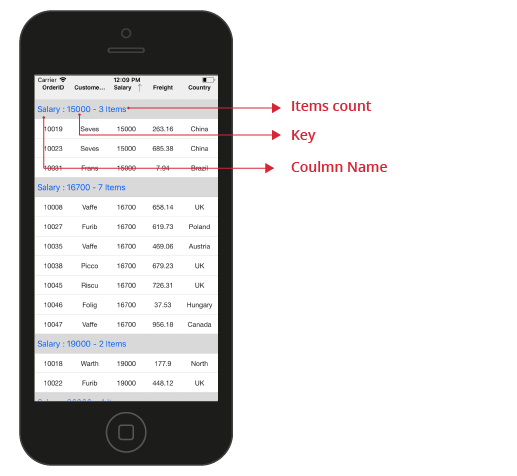 Carrier 12:09 PM
OrderID Custome... Salary ↑ Freight Country
Salary : 15000 - 3 Items
10019 Seves 15000 263.16 China
10023 Seves 15000 685.38 China
10031 Frans 15000 7.94 Brazil
Salary : 16700 - 7 Items
10008 Vaffe 16700 658.14 UK
10027 Furib 16700 619.73 Poland
10035 Vaffe 16700 469.06 Austria
10038 Picco 16700 679.23 UK
10045 Riscu 16700 726.31 UK
10046 Folig 16700 37.53 Hungary
10047 Vaffe 16700 956.18 Canada
Salary : 19000 - 2 Items
10018 Warth 19000 177.9 North
10022 Furib 19000 448.12 UK
Items count
Key
Coulmn Name